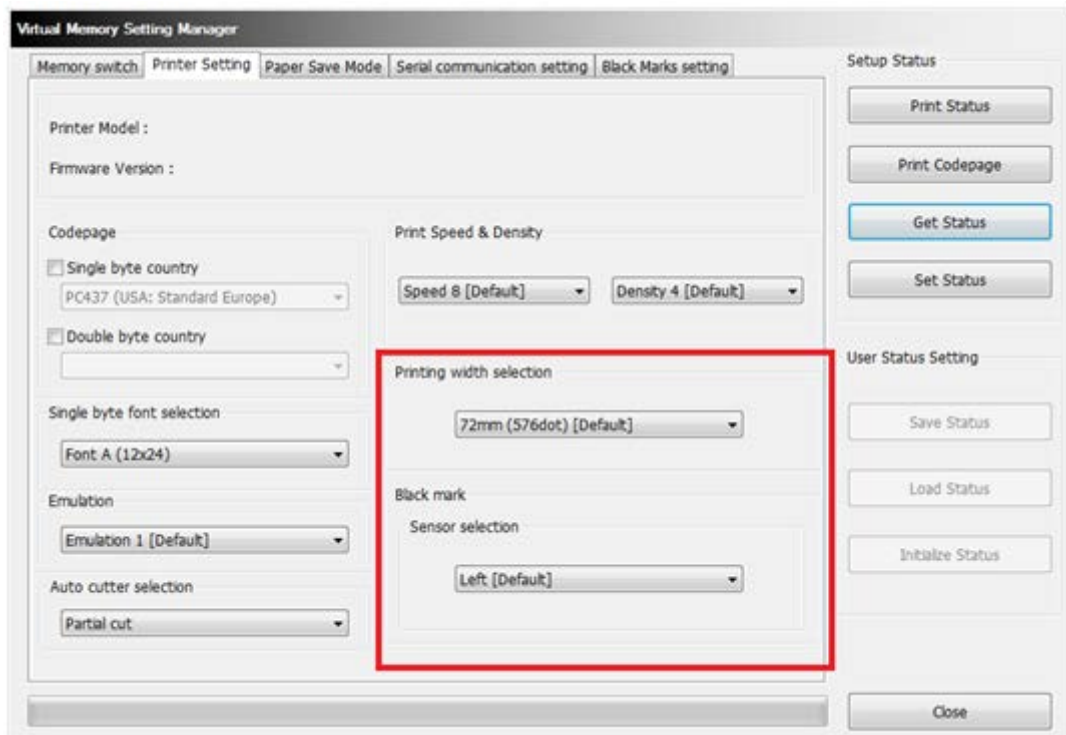 Virtual Memory Setting Manager
Memory switch Printer Setting Paper Save Mode Serial communication setting Black Marks setting
Printer Model :
Firmware Version :
Codepage
Single byte country
PC437 (USA: Standard Europe)
Double byte country
Single byte font selection
Font A (12x24)
Emulation
Emulation 1 [Default]
Auto cutter selection
Partial cut
Print Speed & Density
Speed 8 [Default] Density 4 [Default]
Printing width selection
72mm (576dot) [Default]
Black mark
Sensor selection
Left [Default]
Setup Status
Print Status
Print Codepage
Get Status
Set Status
User Status Setting
Save Status
Load Status
Initialize Status
Close